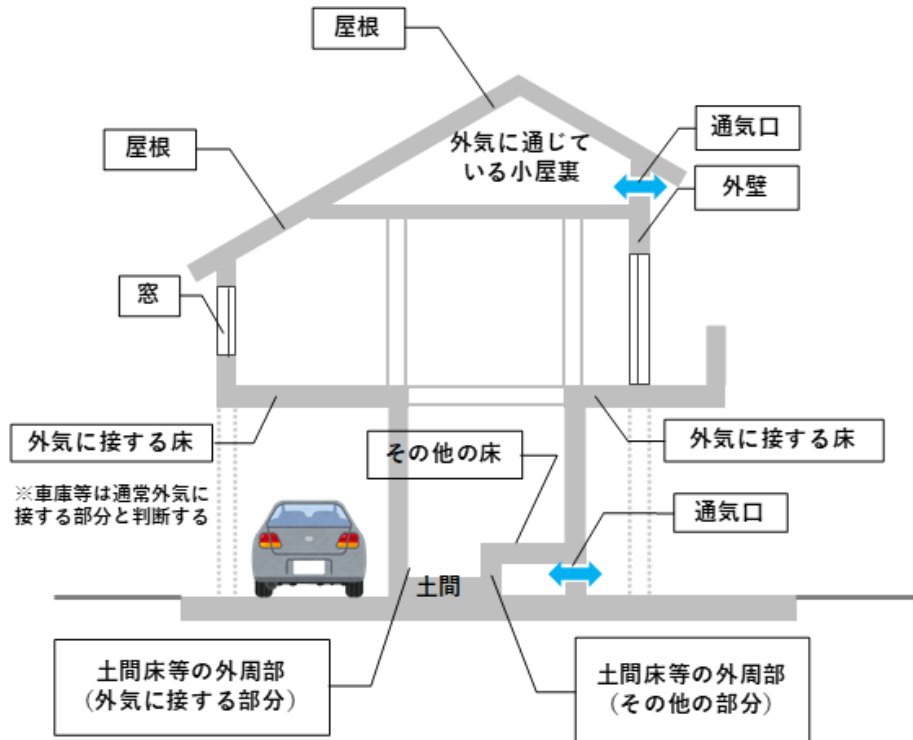 屋根
屋根
外気に通じて
いる小屋裏
通気口
外壁
窓
外気に接する床
その他の床
外気に接する床
※車庫等は通常外気に
接する部分と判断する
通気口
土間
土間床等の外周部
（外気に接する部分）
土間床等の外周部
（その他の部分）